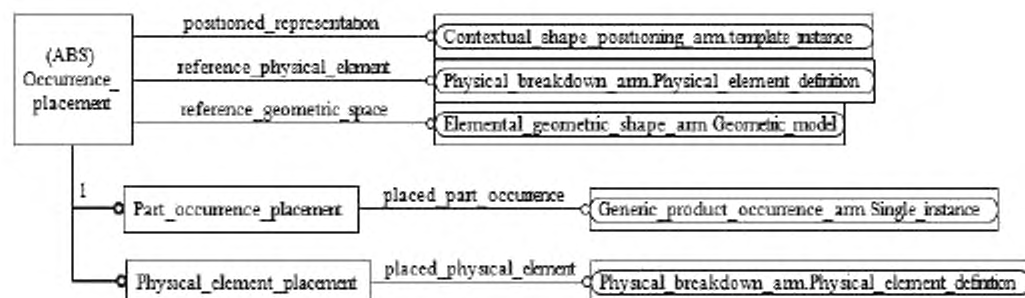 positioned_representation
Contextual_shape_positioning_arm.template_instance
(ABS)
Occurrence_
placement
reference_physical_element
Physical_breakdown_arm.Physical_element_definition
reference_geometric_space
Elemental_geometric_shape_arm.Geometric_model
1
Part_occurrence_placement
placed_part_occurrence
Generic_product_occurrence_arm.Single_instance
Physical_element_placement
placed_physical_element
Physical_breakdown_arm.Physical_element_definition